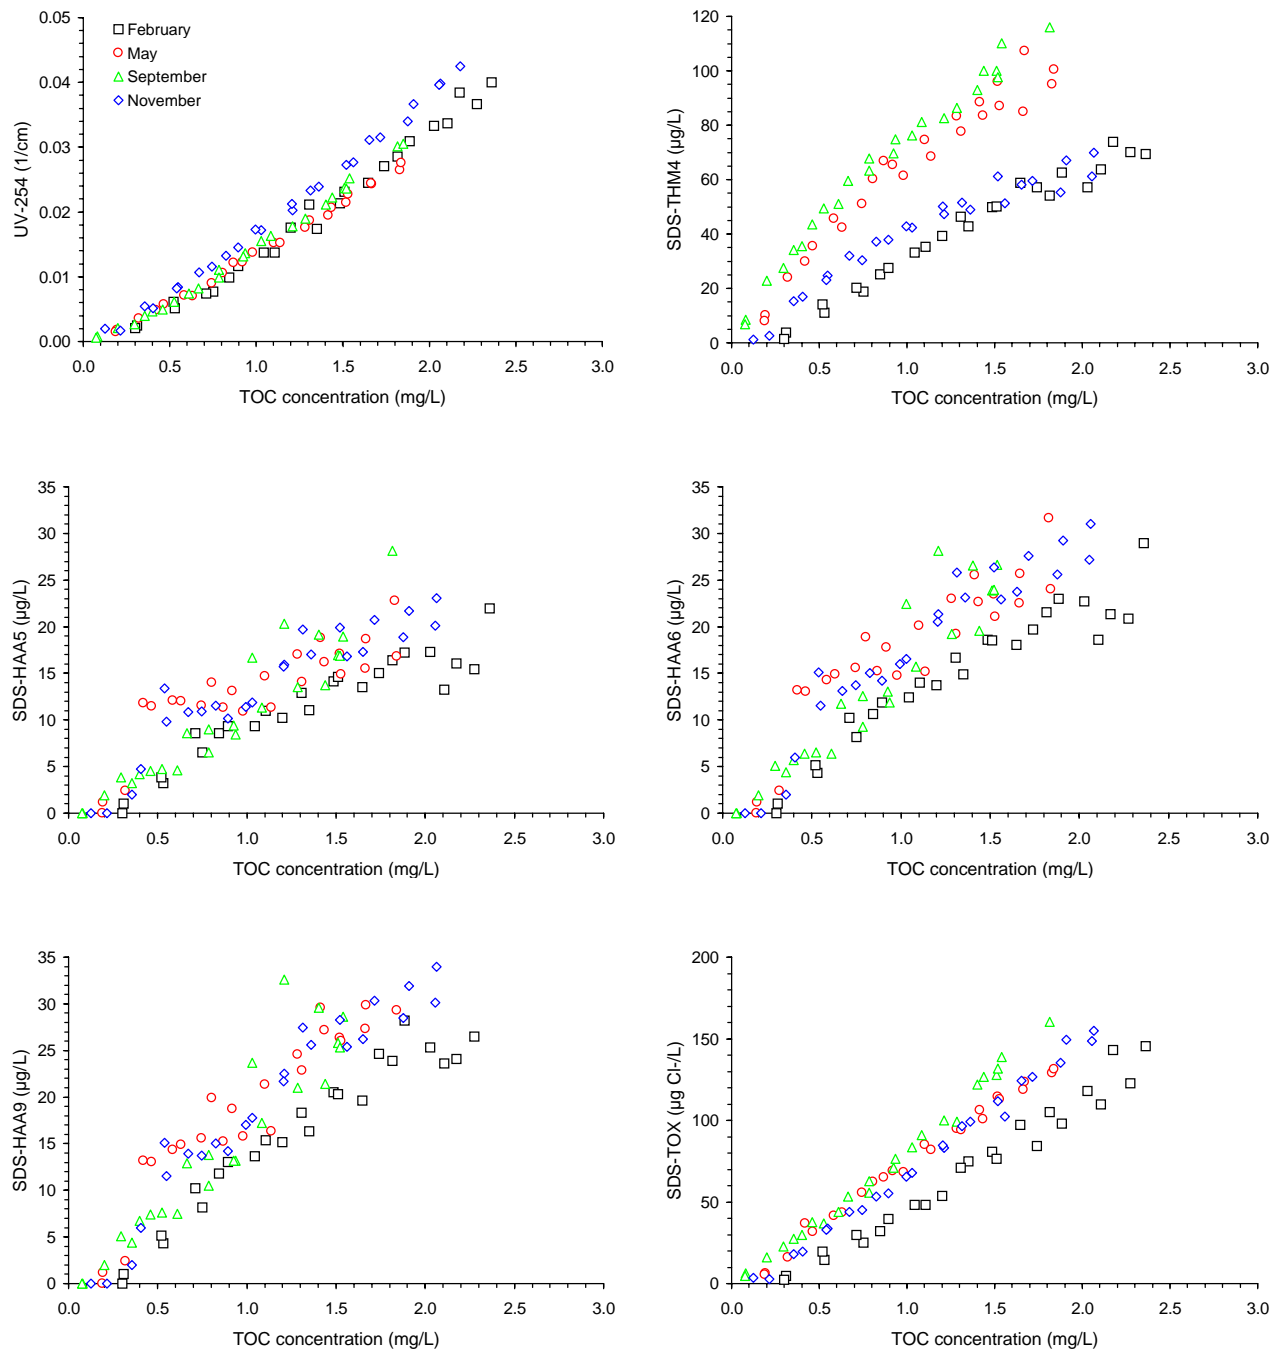 0.05
0.04
0.03
0.02
0.01
0.00
UV-254 (1/cm)
February
May
September
November
0.0 0.5 1.0 1.5 2.0 2.5 3.0
TOC concentration (mg/L)
120
100
80
60
40
20
0
SDS-THM4 (µg/L)
0.0 0.5 1.0 1.5 2.0 2.5 3.0
TOC concentration (mg/L)
35
30
25
20
15
10
5
0
SDS-HAA5 (µg/L)
0.0 0.5 1.0 1.5 2.0 2.5 3.0
TOC concentration (mg/L)
35
30
25
20
15
10
5
0
SDS-HAA6 (µg/L)
0.0 0.5 1.0 1.5 2.0 2.5 3.0
TOC concentration (mg/L)
35
30
25
20
15
10
5
0
SDS-HAA9 (µg/L)
0.0 0.5 1.0 1.5 2.0 2.5 3.0
TOC concentration (mg/L)
200
150
100
50
0
SDS-TOX (µg Cl-/L)
0.0 0.5 1.0 1.5 2.0 2.5 3.0
TOC concentration (mg/L)